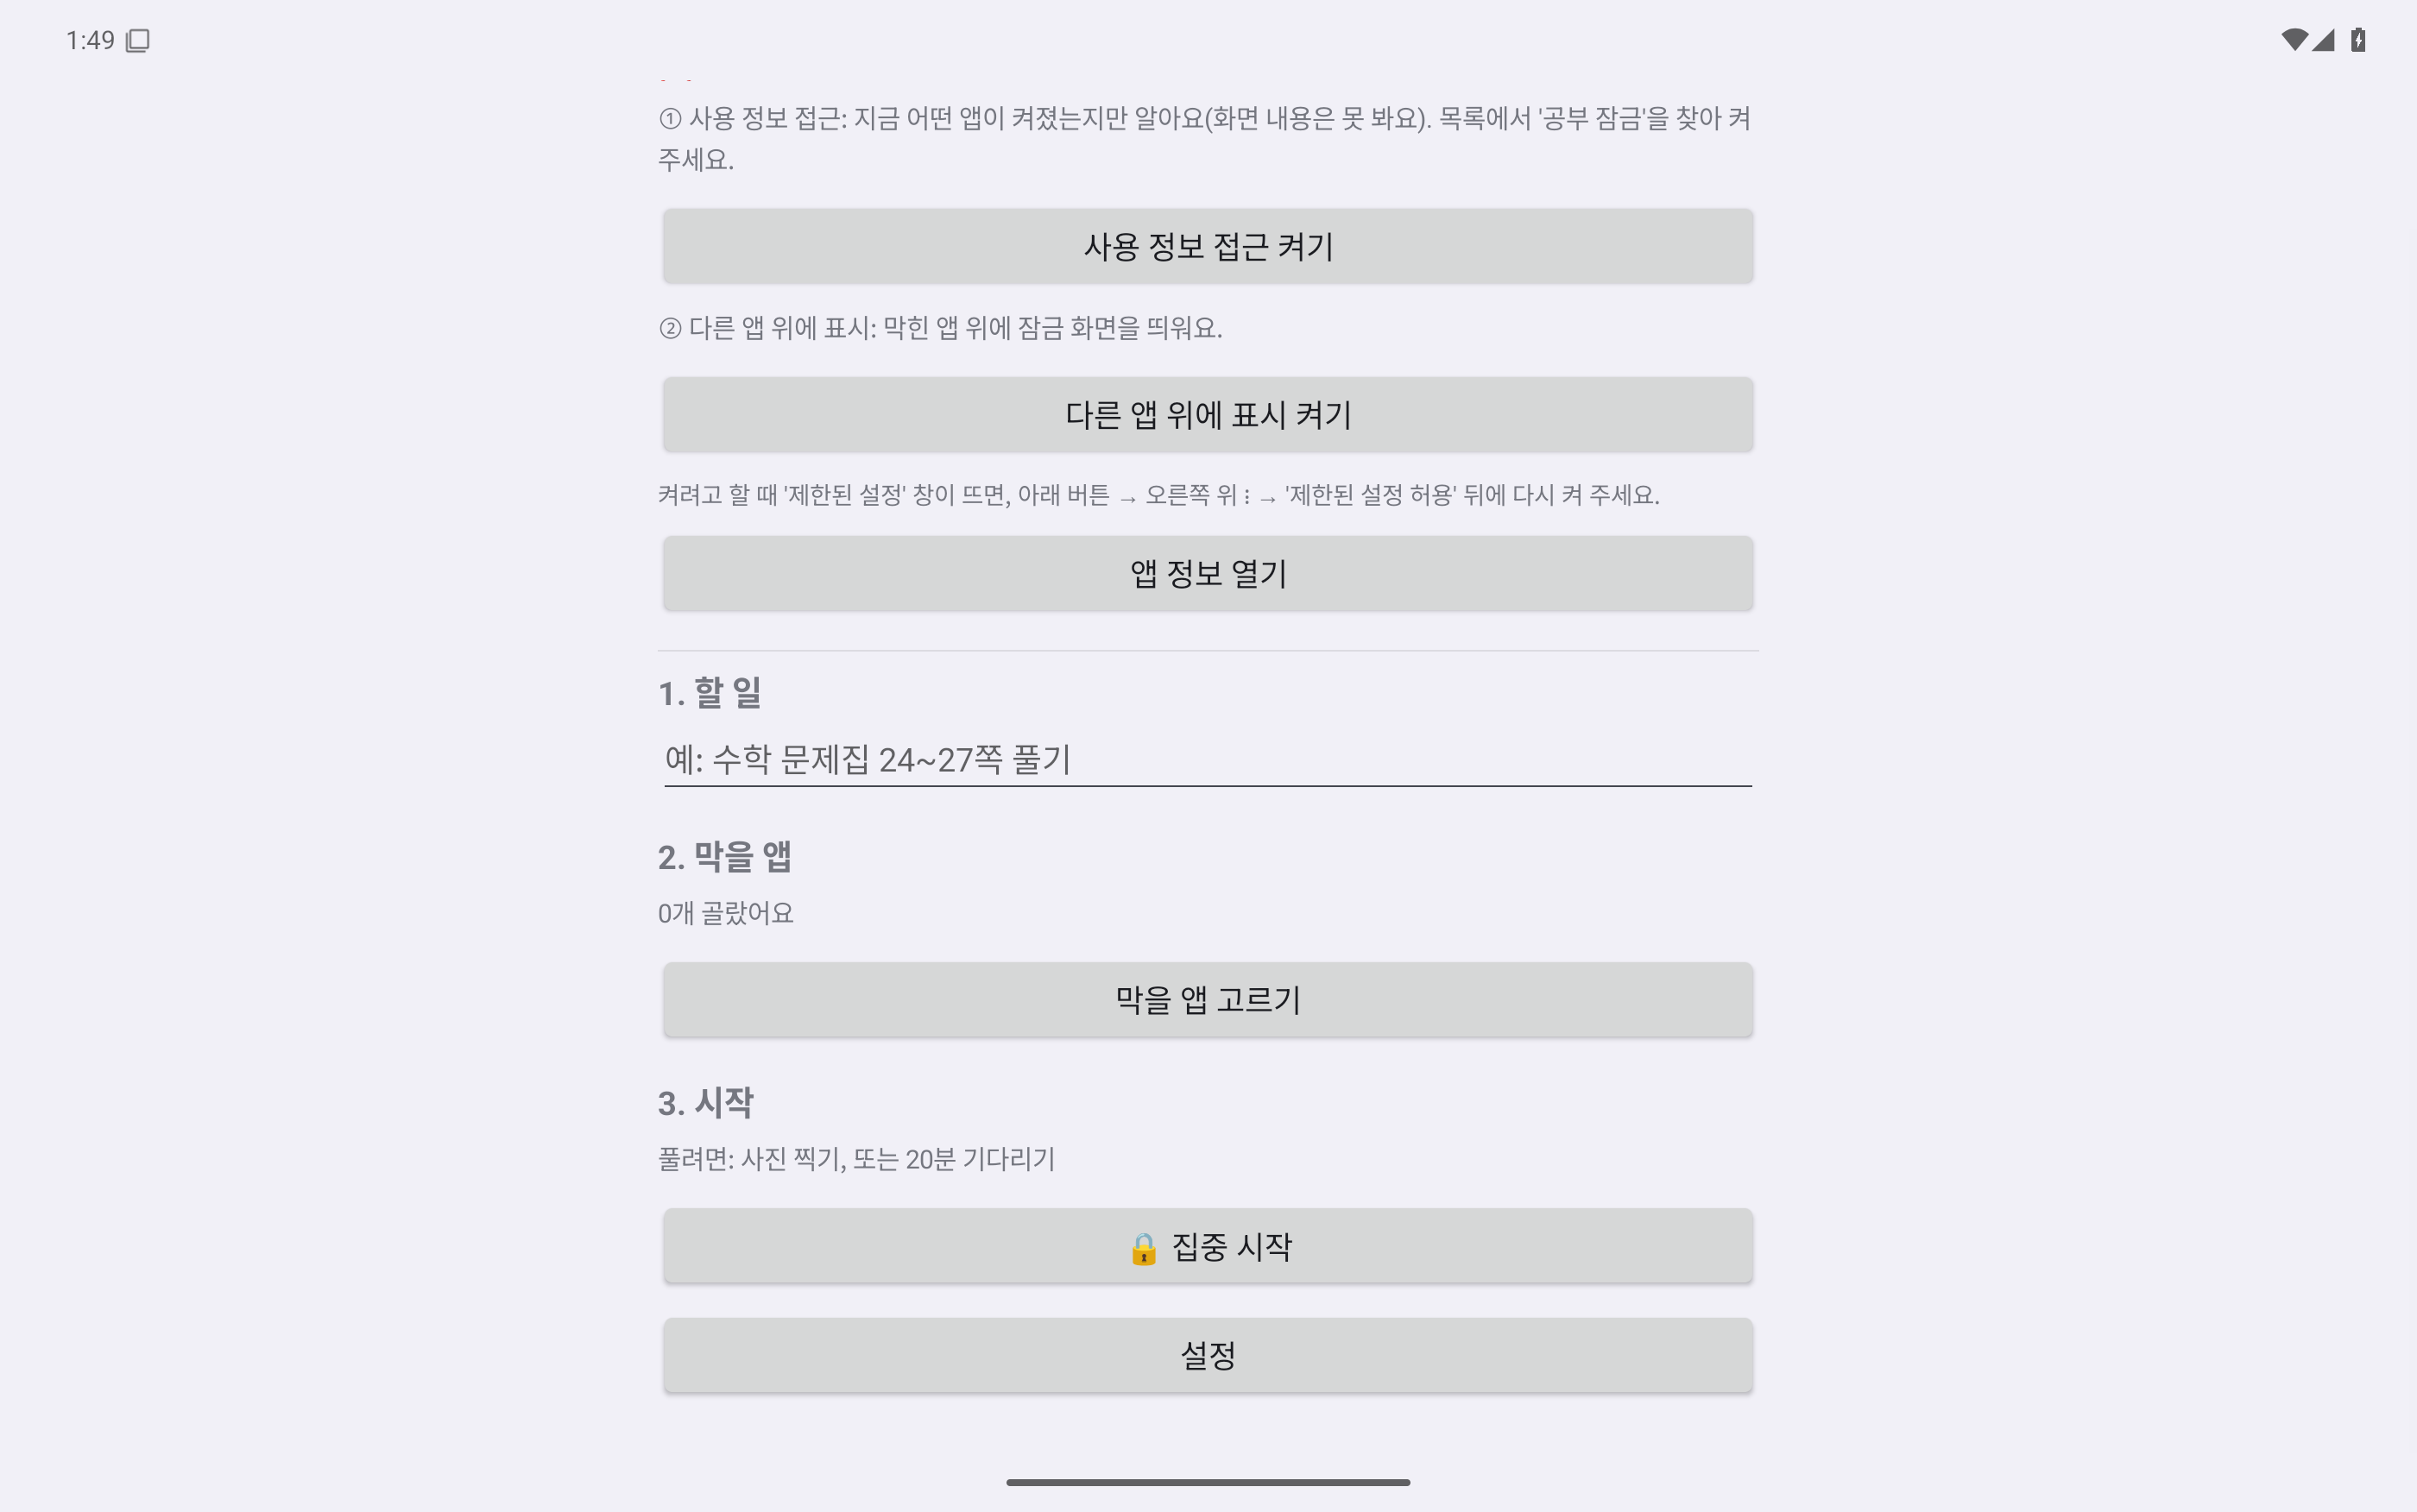 1:49
① 사용 정보 접근: 지금 어떤 앱이 켜졌는지만 알아요(화면 내용은 못 봐요). 목록에서 '공부 잠금'을 찾아 켜
주세요.
사용 정보 접근 켜기
② 다른 앱 위에 표시: 막힌 앱 위에 잠금 화면을 띄워요.
다른 앱 위에 표시 켜기
켜려고 할 때 '제한된 설정' 창이 뜨면, 아래 버튼 → 오른쪽 위 ⋮ → '제한된 설정 허용' 뒤에 다시 켜 주세요.
앱 정보 열기
1. 할 일
예: 수학 문제집 24~27쪽 풀기
2. 막을 앱
0개 골랐어요
막을 앱 고르기
3. 시작
풀려면: 사진 찍기, 또는 20분 기다리기
🔒 집중 시작
설정